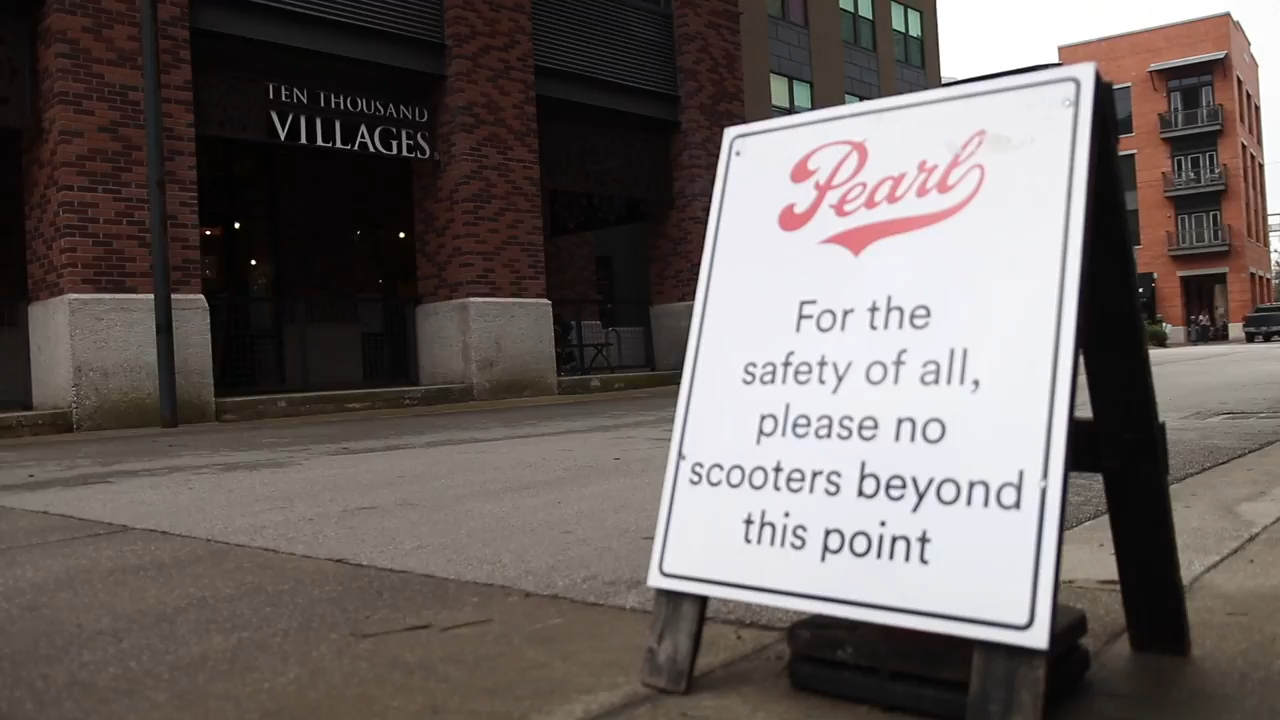 TEN THOUSAND
VILLAGES
Pearl
For the
safety of all,
please no
scooters beyond
this point